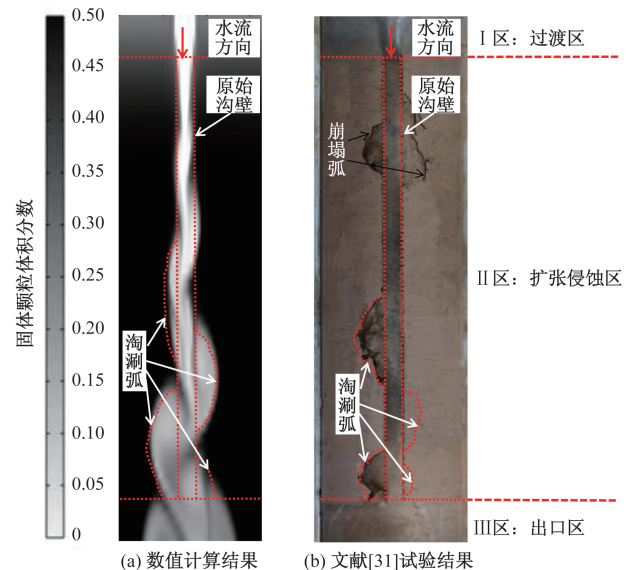 0.50
0.45
0.40
0.35
0.30
0.25
0.20
0.15
0.10
0.05
0
固体颗粒体积分数
水流
方向
原始
沟壁
淘涮弧
(a) 数值计算结果
水流
方向
原始
沟壁
崩塌弧
淘涮弧
(b) 文献[31]试验结果
Ⅰ区：过渡区
Ⅱ区：扩张侵蚀区
Ⅲ区：出口区